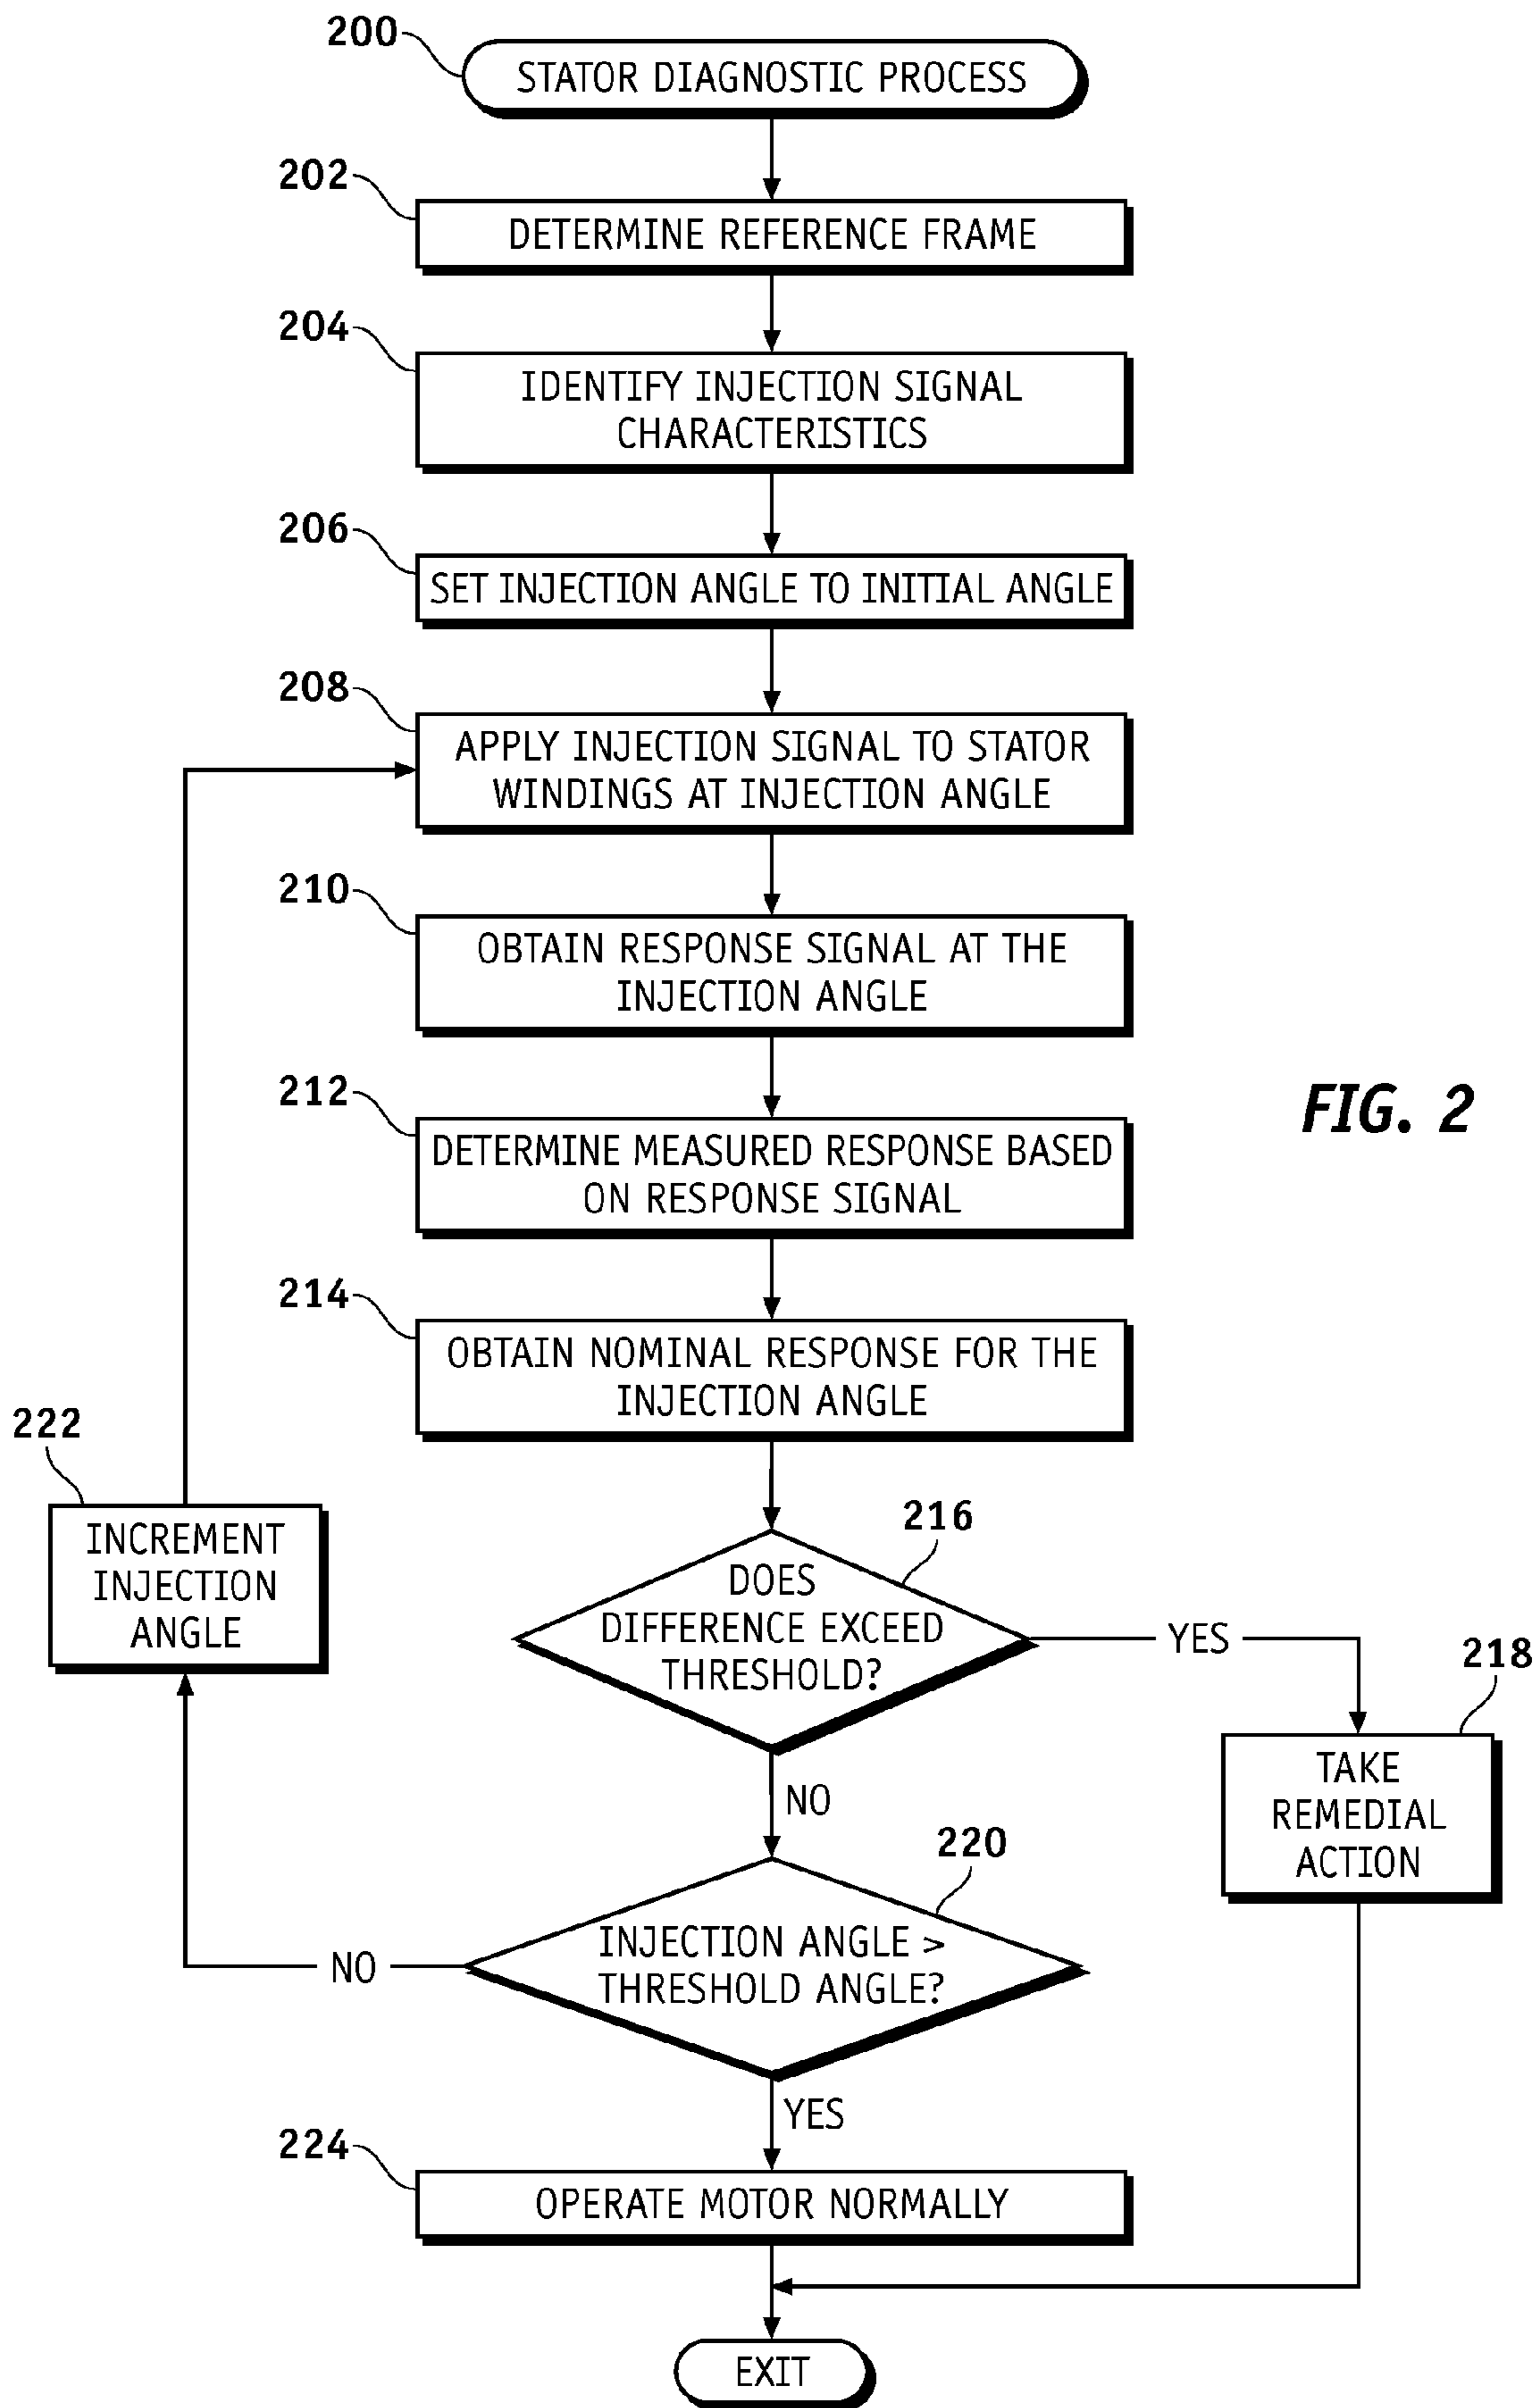 200
STATOR DIAGNOSTIC PROCESS
202
DETERMINE REFERENCE FRAME
204
IDENTIFY INJECTION SIGNAL
CHARACTERISTICS
206
SET INJECTION ANGLE TO INITIAL ANGLE
208
APPLY INJECTION SIGNAL TO STATOR
WINDINGS AT INJECTION ANGLE
210
OBTAIN RESPONSE SIGNAL AT THE
INJECTION ANGLE
FIG. 2
212
DETERMINE MEASURED RESPONSE BASED
ON RESPONSE SIGNAL
214
OBTAIN NOMINAL RESPONSE FOR THE
INJECTION ANGLE
222
INCREMENT
INJECTION
ANGLE
216
DOES
DIFFERENCE EXCEED
THRESHOLD?
YES
218
TAKE
REMEDIAL
ACTION
NO
220
INJECTION ANGLE >
THRESHOLD ANGLE?
NO
YES
224
OPERATE MOTOR NORMALLY
EXIT